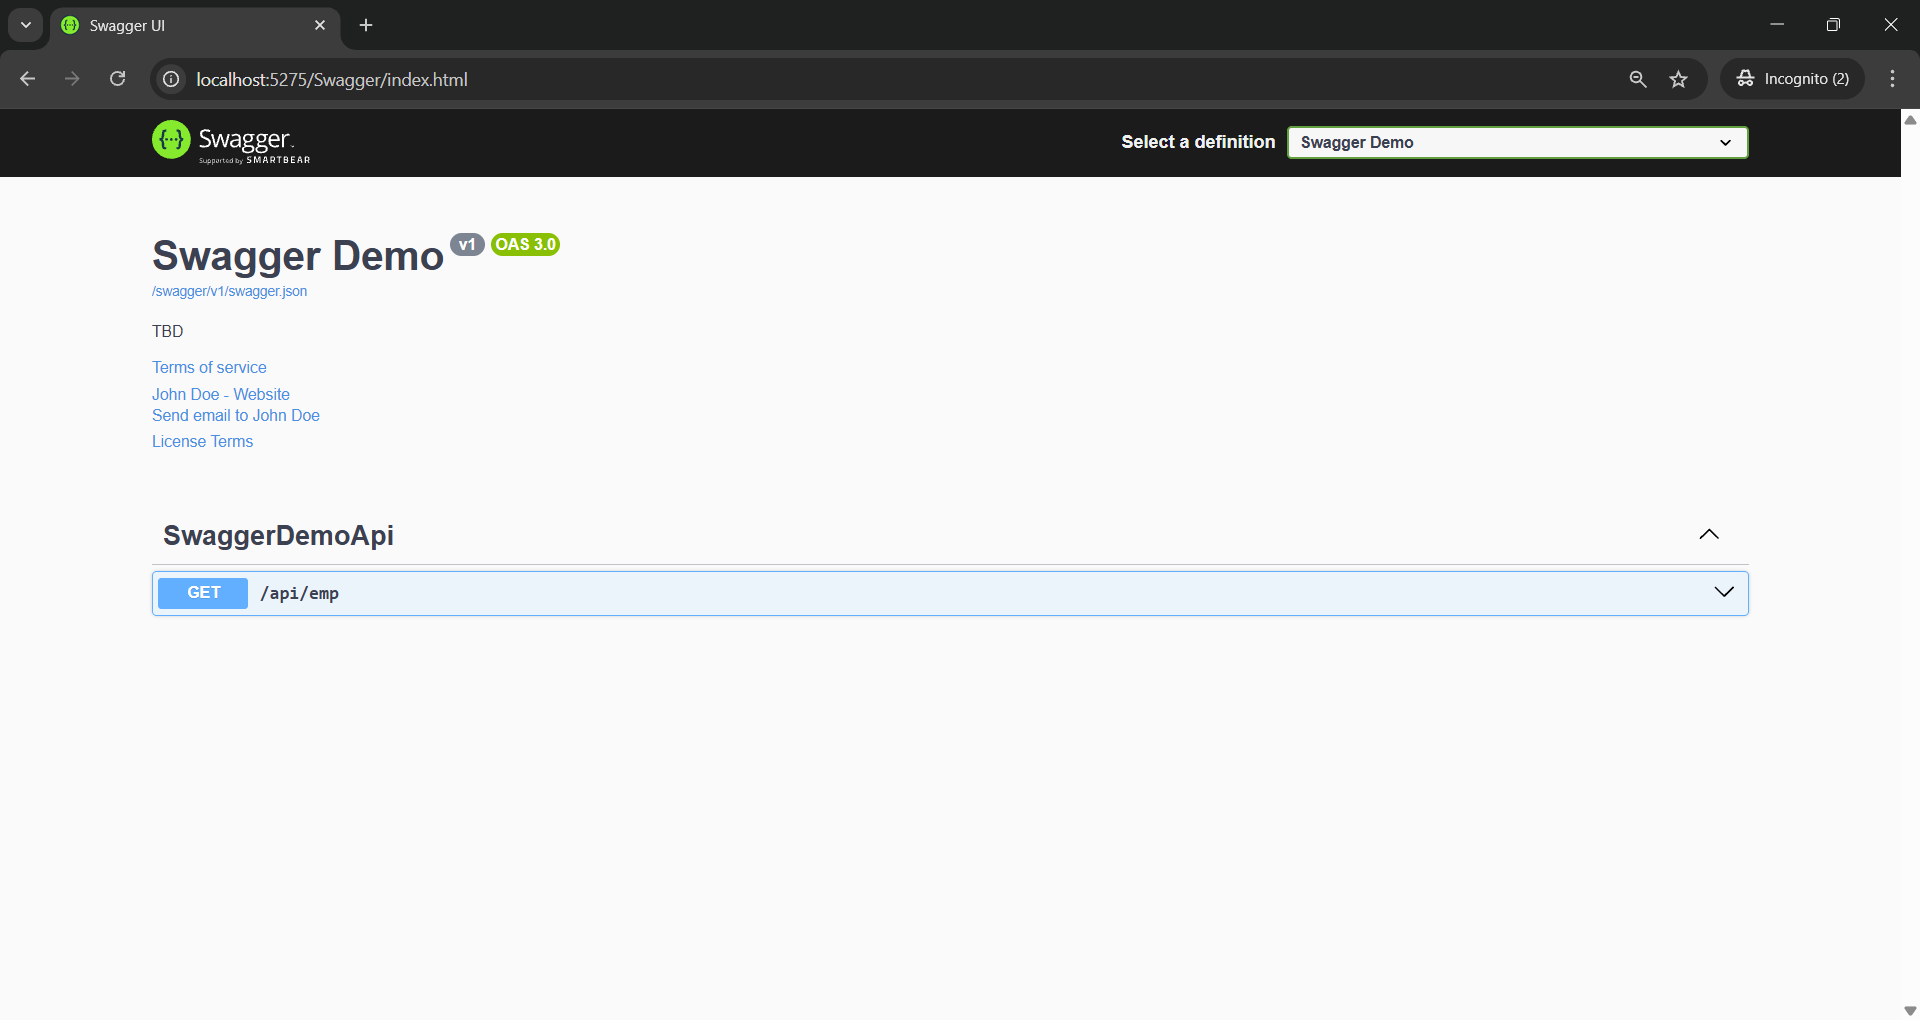 Swagger UI
localhost:5275/Swagger/index.html
Incognito (2)
{···} Swagger
Supported by SMARTBEAR
Select a definition
Swagger Demo
Swagger Demo v1 OAS 3.0
/swagger/v1/swagger.json
TBD
Terms of service
John Doe - Website
Send email to John Doe
License Terms
SwaggerDemoApi
GET /api/emp